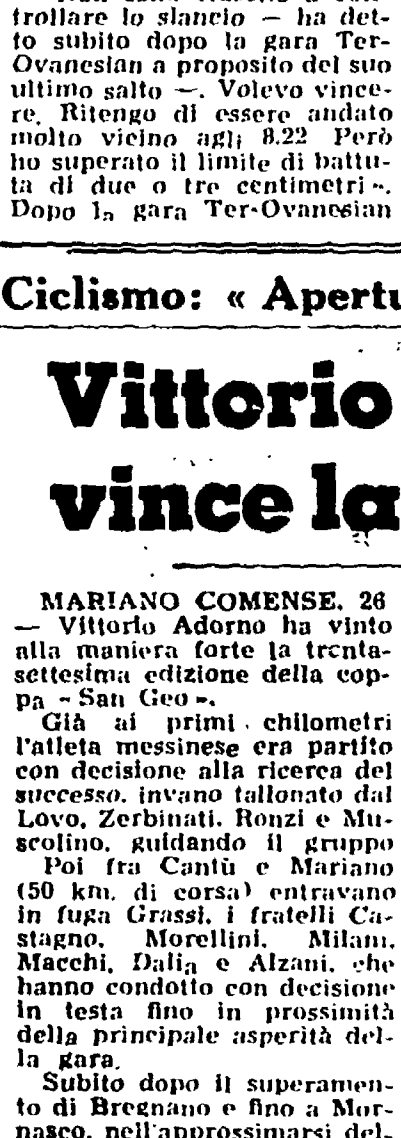 trollare lo slancio — ha det-
to subito dopo la gara Ter-
Ovanesian a proposito del suo
ultimo salto —. Volevo vince-
re. Ritengo di essere andato
molto vicino agli 8.22 Però
ho superato il limite di battu-
ta di due o tre centimetri».
Dopo la gara Ter-Ovanesian
Ciclismo: « Apertu
Vittorio
vince la
MARIANO COMENSE, 26
— Vittorio Adorno ha vinto
alla maniera forte la trenta-
settesima edizione della cop-
pa «San Geo».
Già ai primi chilometri
l'atleta messinese era partito
con decisione alla ricerca del
successo, invano tallonato dal
Lovo, Zerbinati, Ronzi e Mu-
scolino, guidando il gruppo
Poi fra Cantù e Mariano
(50 km. di corsa) entravano
in fuga Grassi, i fratelli Ca-
stagno, Morellini, Milani,
Macchi, Dalia e Alzani, che
hanno condotto con decisione
in testa fino in prossimità
della principale asperità del-
la gara.
Subito dopo il superamen-
to di Bregnano e fino a Mor-
nasco, nell'approssimarsi del-